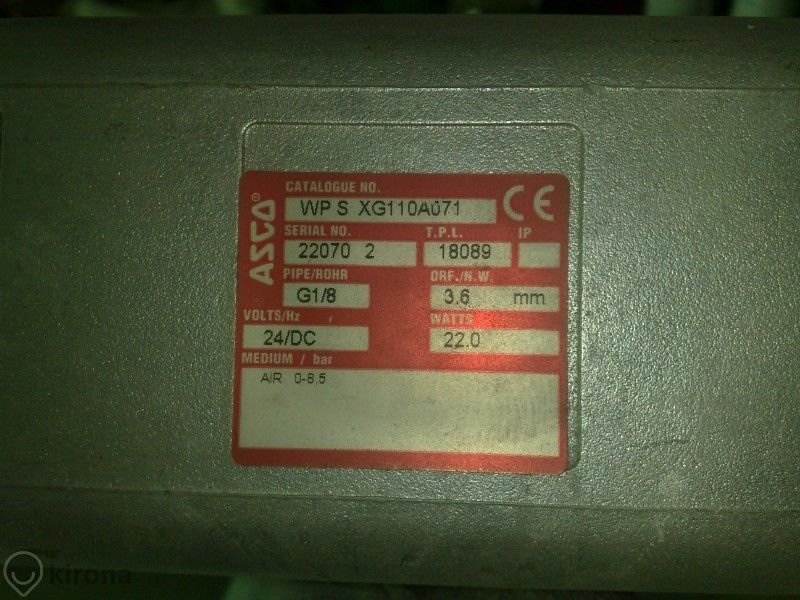 ASCO®
CATALOGUE NO.
WP S XG110A071
CE
SERIAL NO. T.P.L. IP
22070 2 18089
PIPE/ROHR ORF./N.W.
G1/8 3.6 mm
VOLTS/Hz WATTS
24/DC 22.0
MEDIUM / bar
AIR 0-8,5
kirona